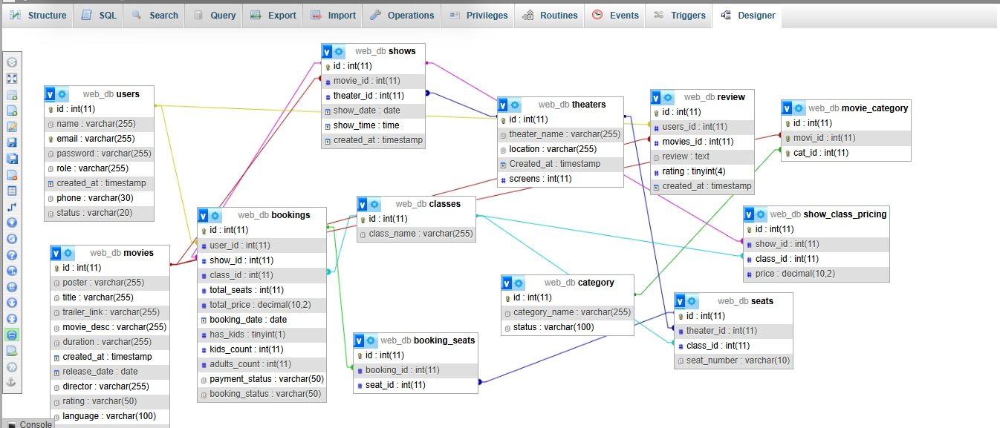 Structure
SQL
Search
Query
Export
Import
Operations
Privileges
Routines
Events
Triggers
Designer
web_db users
id : int(11)
name : varchar(255)
email : varchar(255)
password : varchar(255)
role : varchar(255)
created_at : timestamp
phone : varchar(30)
status : varchar(20)
web_db movies
id : int(11)
poster : varchar(255)
title : varchar(255)
trailer_link : varchar(255)
movie_desc : varchar(255)
duration : varchar(255)
created_at : timestamp
release_date : date
director : varchar(255)
rating : varchar(50)
language : varchar(100)
web_db bookings
id : int(11)
user_id : int(11)
show_id : int(11)
class_id : int(11)
total_seats : int(11)
total_price : decimal(10,2)
booking_date : date
has_kids : tinyint(1)
kids_count : int(11)
adults_count : int(11)
payment_status : varchar(50)
booking_status : varchar(50)
web_db shows
id : int(11)
movie_id : int(11)
theater_id : int(11)
show_date : date
show_time : time
created_at : timestamp
web_db classes
id : int(11)
class_name : varchar(255)
web_db booking_seats
id : int(11)
booking_id : int(11)
seat_id : int(11)
web_db theaters
id : int(11)
theater_name : varchar(255)
location : varchar(255)
Created_at : timestamp
screens : int(11)
web_db category
id : int(11)
category_name : varchar(255)
status : varchar(100)
web_db review
id : int(11)
users_id : int(11)
movies_id : int(11)
review : text
rating : tinyint(4)
created_at : timestamp
web_db movie_category
id : int(11)
movi_id : int(11)
cat_id : int(11)
web_db show_class_pricing
id : int(11)
show_id : int(11)
class_id : int(11)
price : decimal(10,2)
web_db seats
id : int(11)
theater_id : int(11)
class_id : int(11)
seat_number : varchar(10)
Console